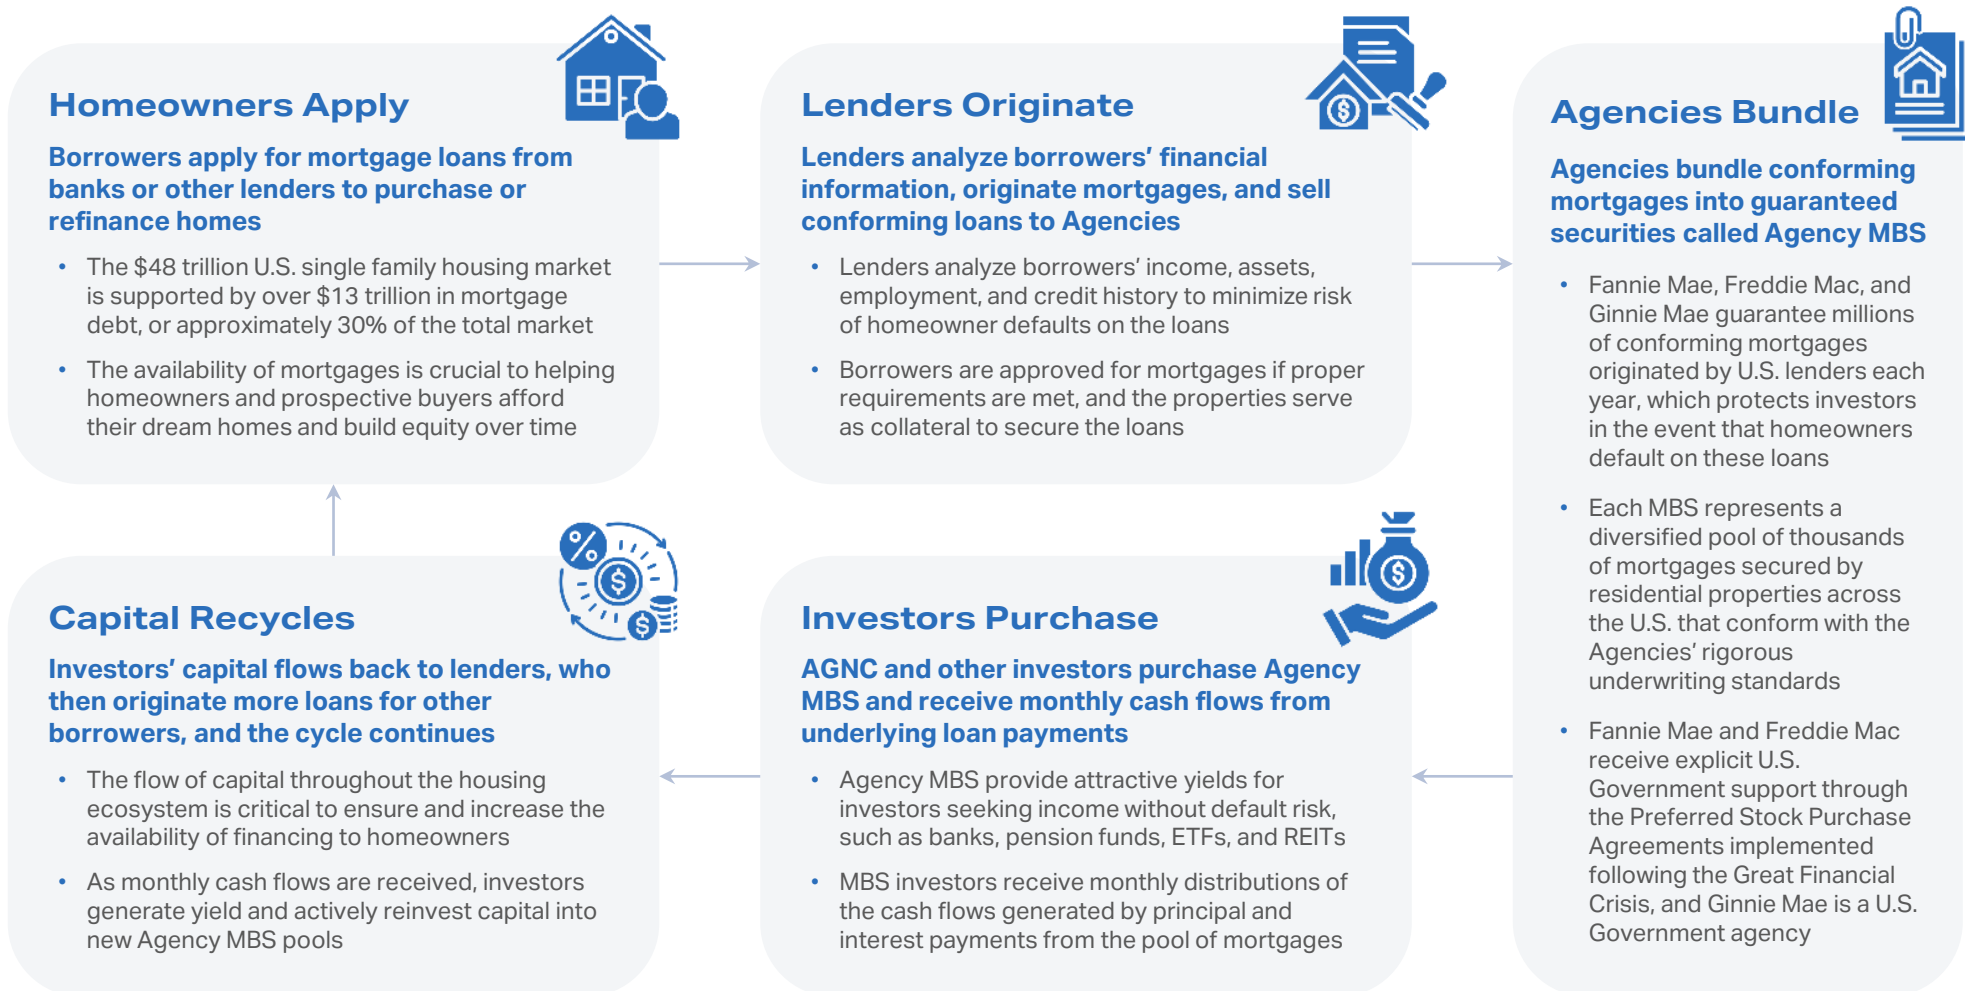 Homeowners Apply
Borrowers apply for mortgage loans from
banks or other lenders to purchase or
refinance homes
• The $48 trillion U.S. single family housing market
is supported by over $13 trillion in mortgage
debt, or approximately 30% of the total market
• The availability of mortgages is crucial to helping
homeowners and prospective buyers afford
their dream homes and build equity over time
Lenders Originate
Lenders analyze borrowers’ financial
information, originate mortgages, and sell
conforming loans to Agencies
• Lenders analyze borrowers’ income, assets,
employment, and credit history to minimize risk
of homeowner defaults on the loans
• Borrowers are approved for mortgages if proper
requirements are met, and the properties serve
as collateral to secure the loans
Agencies Bundle
Agencies bundle conforming
mortgages into guaranteed
securities called Agency MBS
• Fannie Mae, Freddie Mac, and
Ginnie Mae guarantee millions
of conforming mortgages
originated by U.S. lenders each
year, which protects investors
in the event that homeowners
default on these loans
• Each MBS represents a
diversified pool of thousands
of mortgages secured by
residential properties across
the U.S. that conform with the
Agencies’ rigorous
underwriting standards
• Fannie Mae and Freddie Mac
receive explicit U.S.
Government support through
the Preferred Stock Purchase
Agreements implemented
following the Great Financial
Crisis, and Ginnie Mae is a U.S.
Government agency
Investors Purchase
AGNC and other investors purchase Agency
MBS and receive monthly cash flows from
underlying loan payments
• Agency MBS provide attractive yields for
investors seeking income without default risk,
such as banks, pension funds, ETFs, and REITs
• MBS investors receive monthly distributions of
the cash flows generated by principal and
interest payments from the pool of mortgages
Capital Recycles
Investors’ capital flows back to lenders, who
then originate more loans for other
borrowers, and the cycle continues
• The flow of capital throughout the housing
ecosystem is critical to ensure and increase the
availability of financing to homeowners
• As monthly cash flows are received, investors
generate yield and actively reinvest capital into
new Agency MBS pools